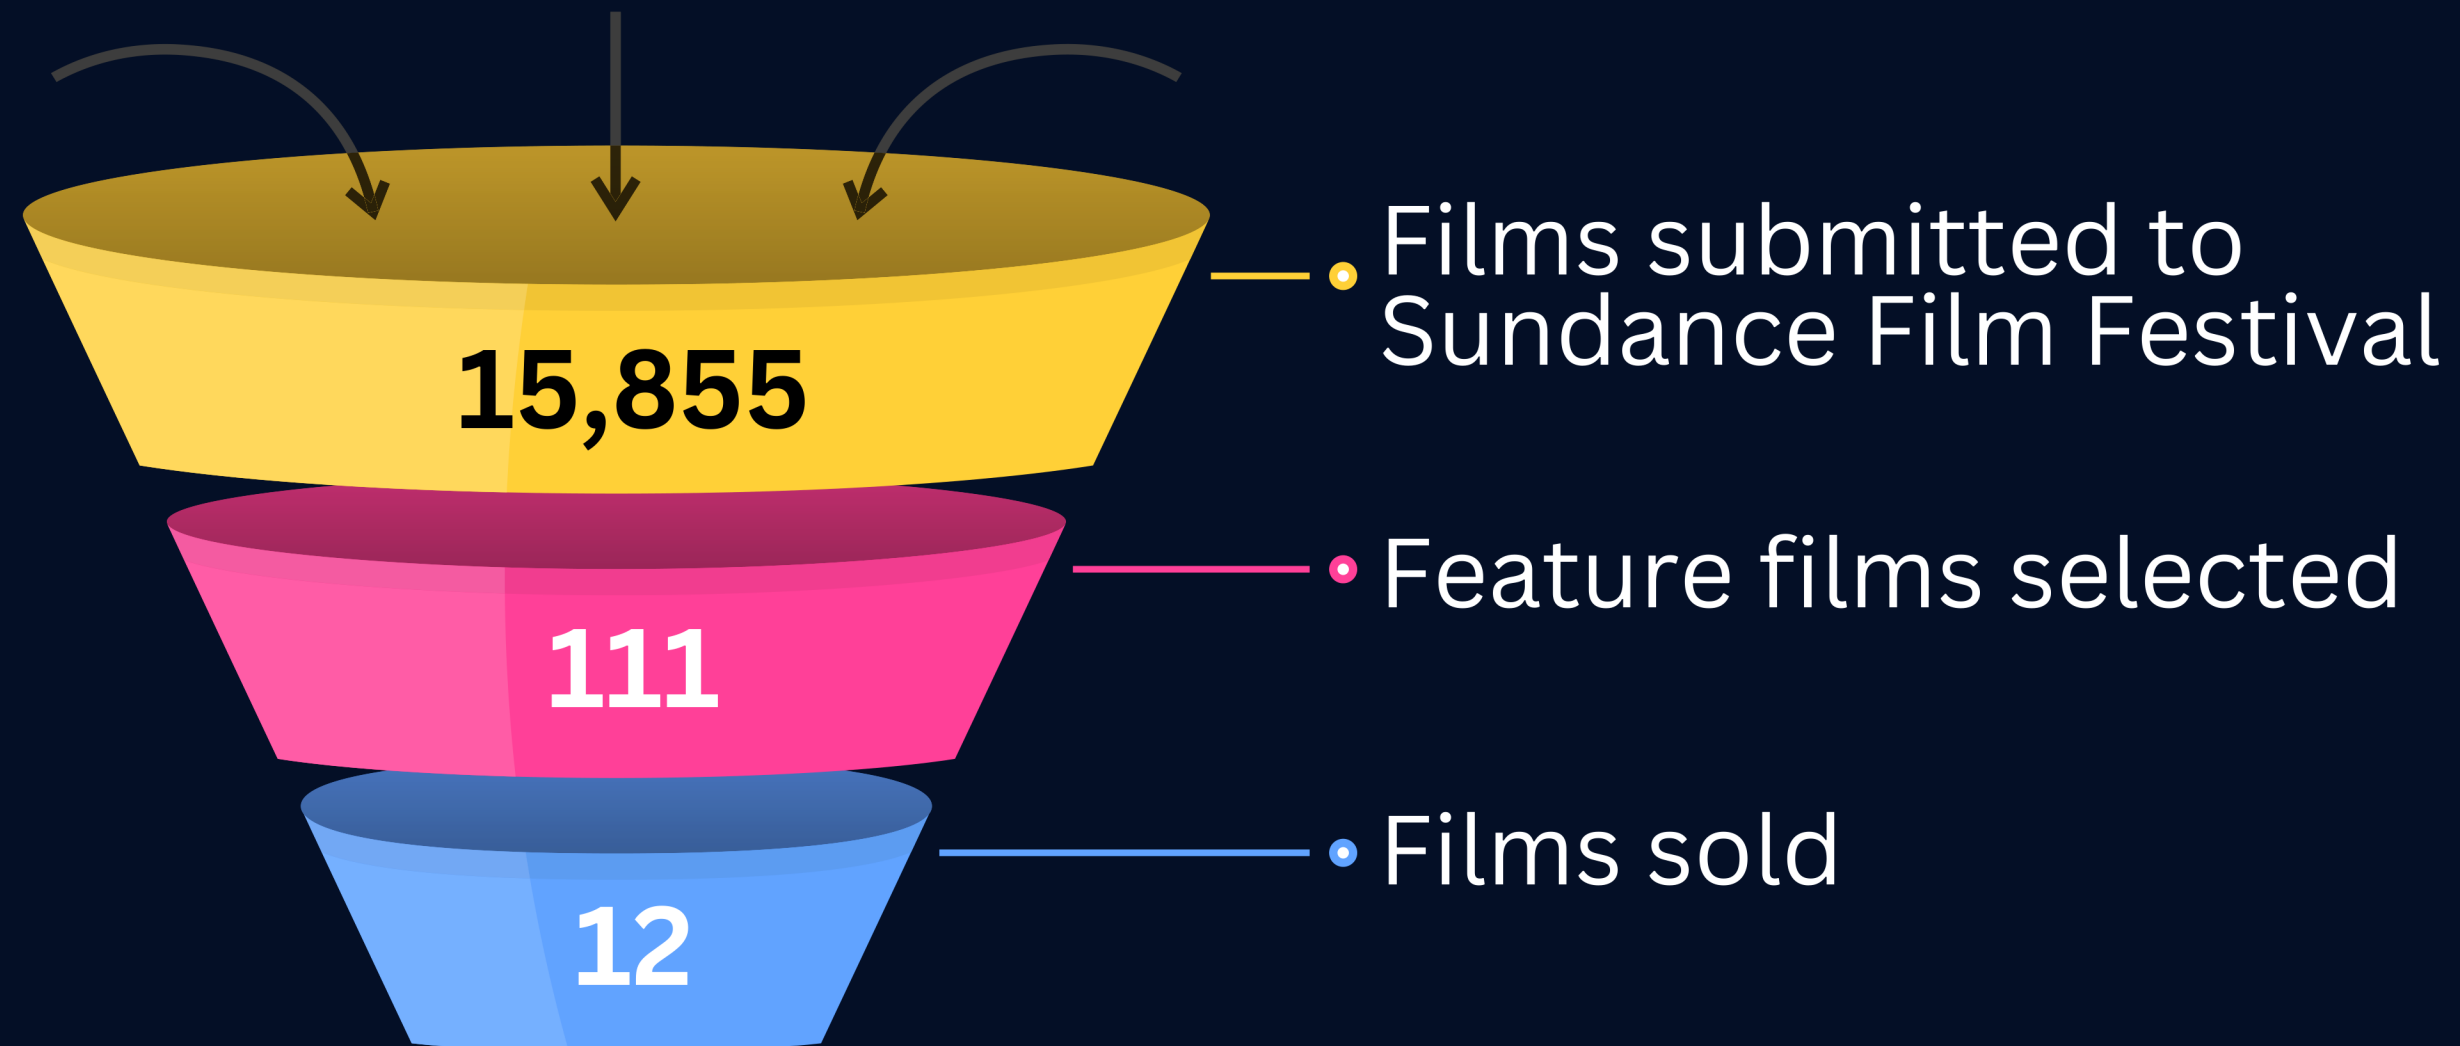 Films submitted to
Sundance Film Festival
15,855
Feature films selected
111
Films sold
12